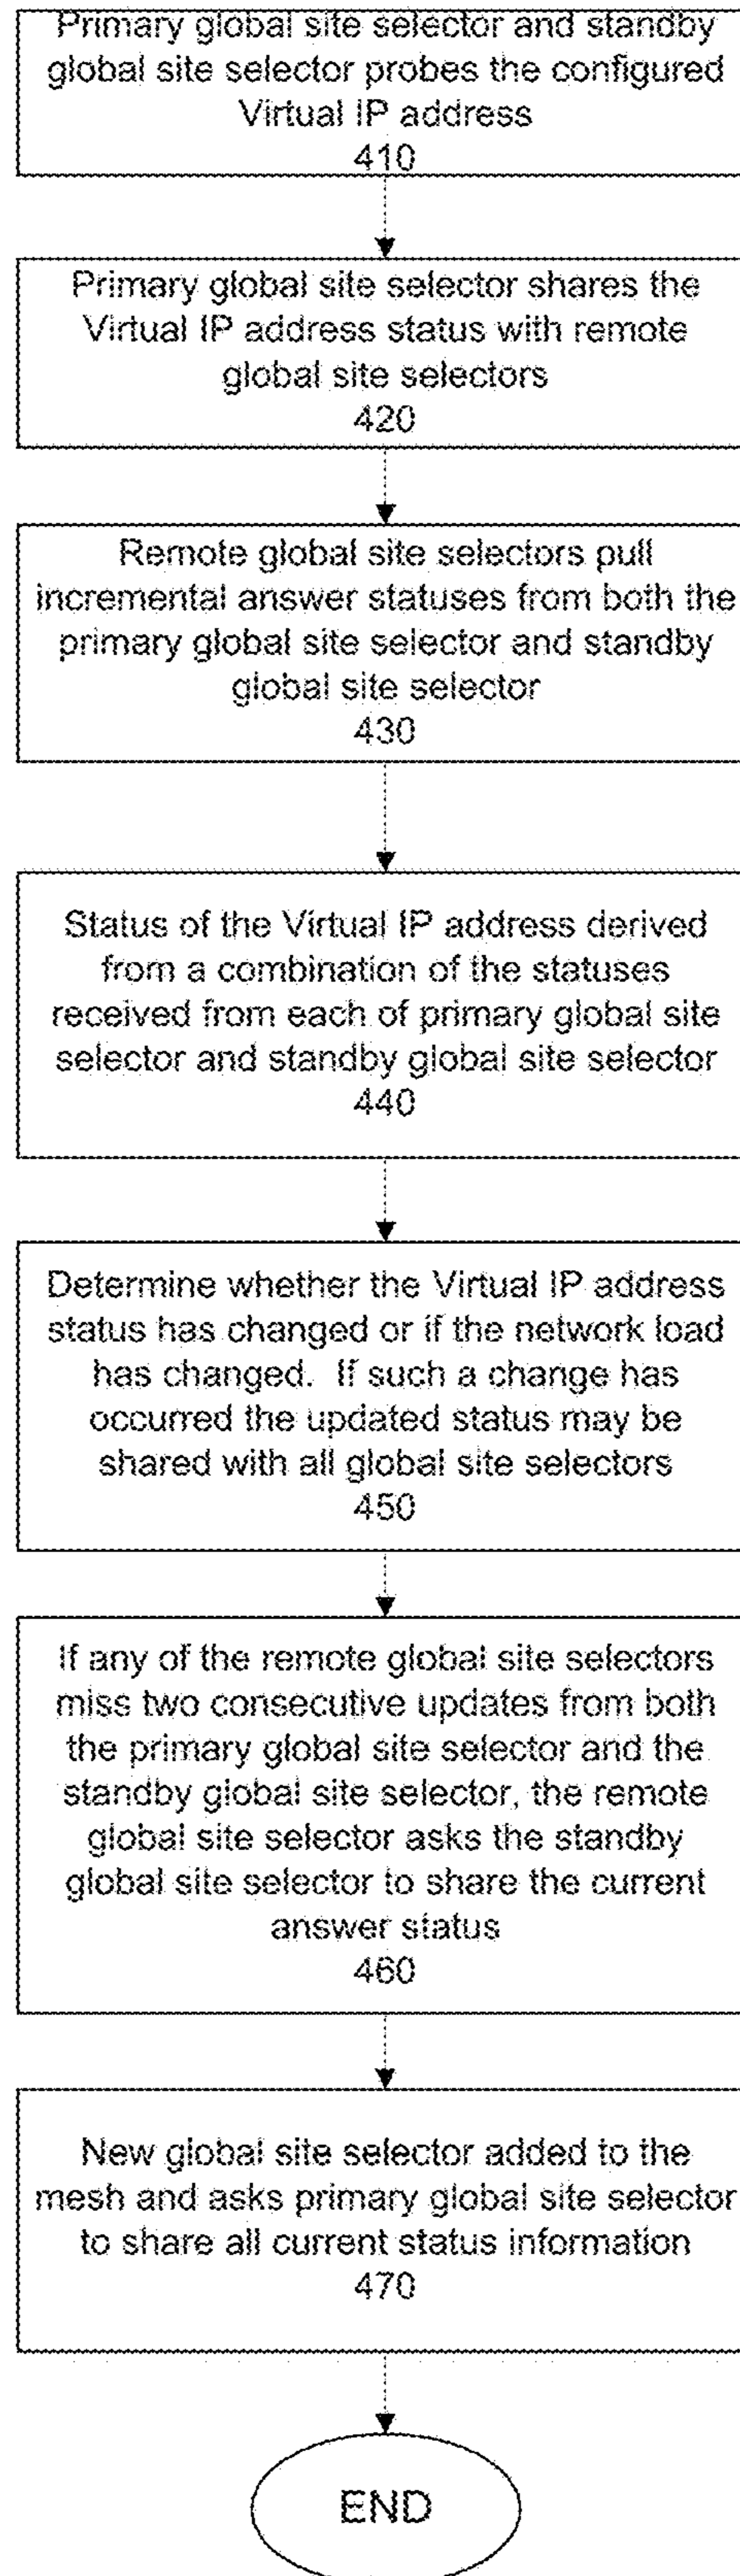 Primary global site selector and standby
global site selector probes the configured
Virtual IP address
410
Primary global site selector shares the
Virtual IP address status with remote
global site selectors
420
Remote global site selectors pull
incremental answer statuses from both the
primary global site selector and standby
global site selector
430
Status of the Virtual IP address derived
from a combination of the statuses
received from each of primary global site
selector and standby global site selector
440
Determine whether the Virtual IP address
status has changed or if the network load
has changed.  If such a change has
occurred the updated status may be
shared with all global site selectors
450
If any of the remote global site selectors
miss two consecutive updates from both
the primary global site selector and the
standby global site selector, the remote
global site selector asks the standby
global site selector to share the current
answer status
460
New global site selector added to the
mesh and asks primary global site selector
to share all current status information
470
END